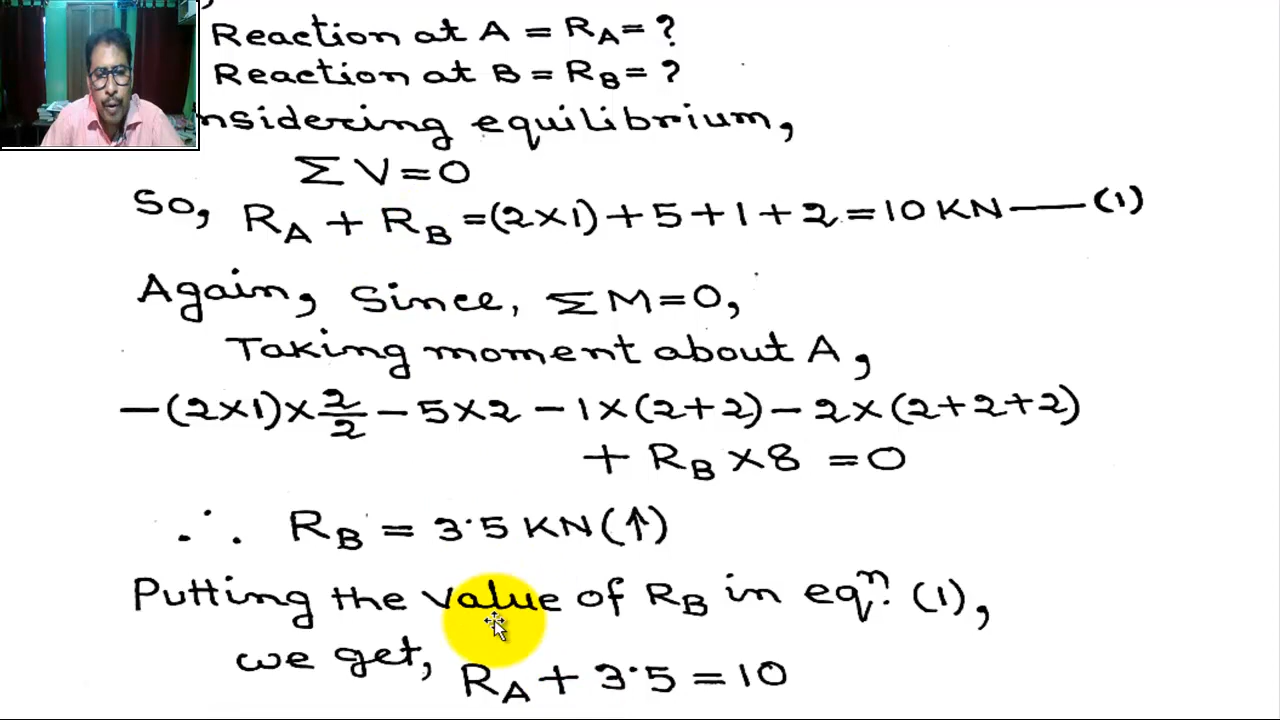 Reaction at A = RA = ?
Reaction at B = RB = ?
nsidering equilibrium,
ΣV = 0
So, RA + RB = (2×1) + 5 + 1 + 2 = 10 KN —— (1)
Again, Since, ΣM = 0,
Taking moment about A,
- (2×1) × 2/2 - 5×2 - 1×(2+2) - 2×(2+2+2)
+ RB × 8 = 0
∴ RB = 3.5 KN (↑)
Putting the value of RB in eqn. (1),
we get, RA + 3.5 = 10